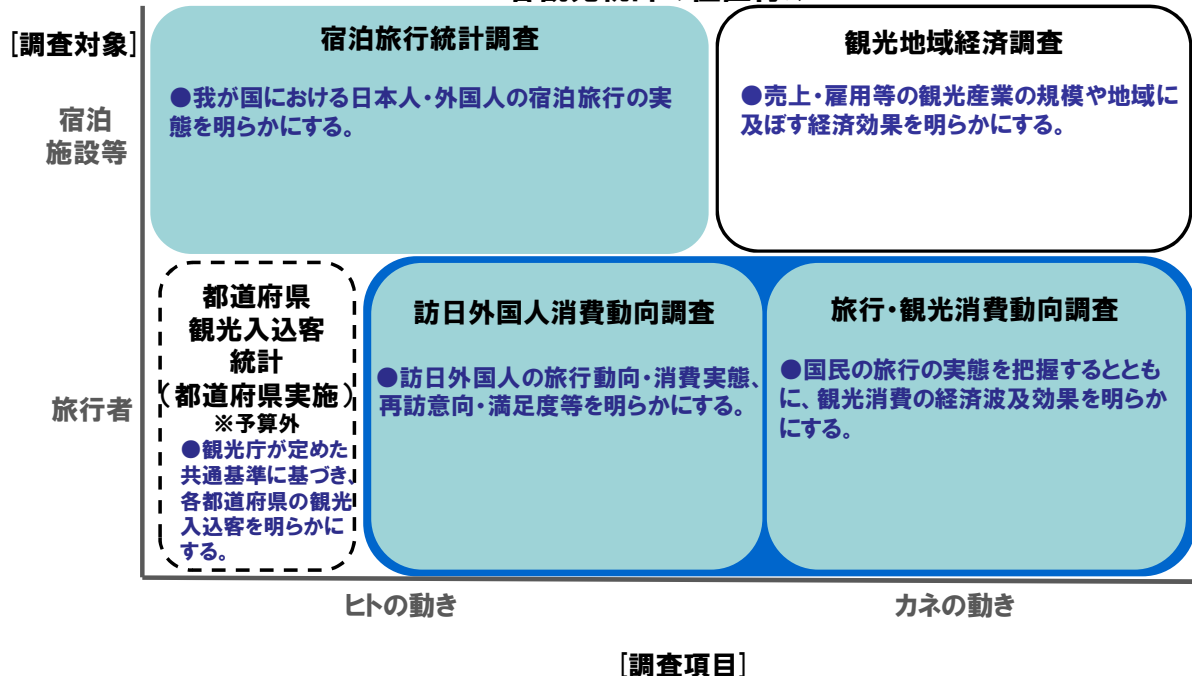 [調査対象]
宿泊旅行統計調査
●我が国における日本人・外国人の宿泊旅行の実
態を明らかにする。
観光地域経済調査
●売上・雇用等の観光産業の規模や地域に
及ぼす経済効果を明らかにする。
宿泊
施設等
都道府県
観光入込客
統計
(都道府県実施)
※予算外
●観光庁が定めた
共通基準に基づき、
各都道府県の観光
入込客を明らかに
する。
訪日外国人消費動向調査
●訪日外国人の旅行動向・消費実態、
再訪意向・満足度等を明らかにする。
旅行・観光消費動向調査
●国民の旅行の実態を把握するととも
に、観光消費の経済波及効果を明らか
にする。
旅行者
ヒトの動き
カネの動き
[調査項目]